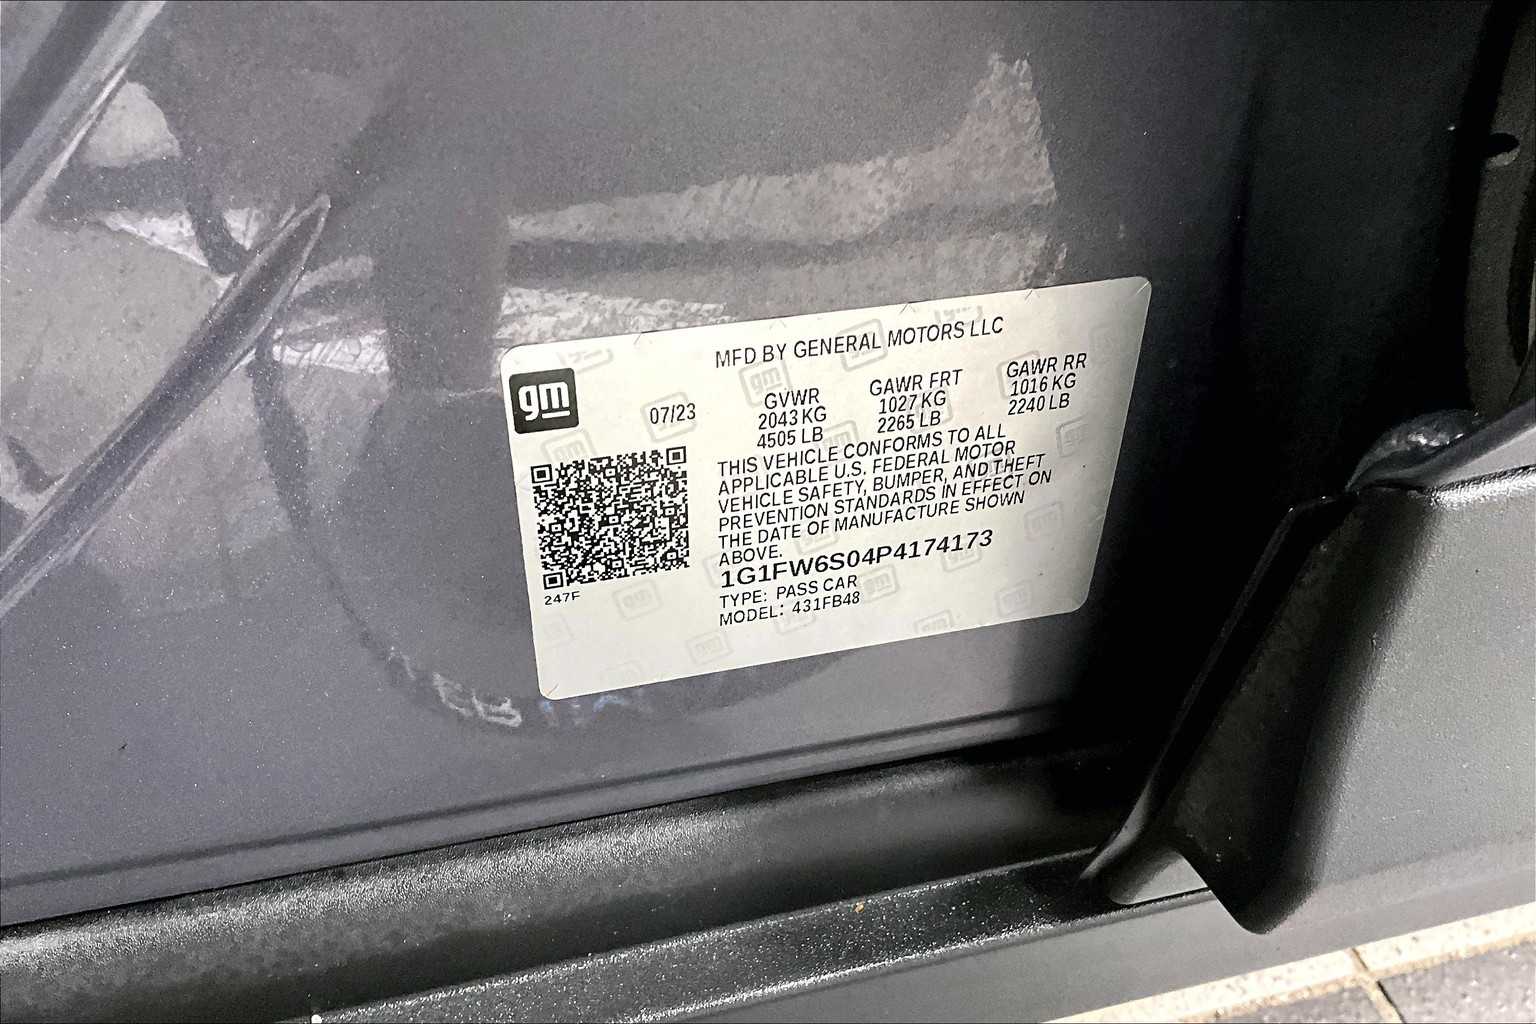 MFD BY GENERAL MOTORS LLC
gm
07/23
GVWR
2043 KG
4505 LB
GAWR FRT
1027 KG
2265 LB
GAWR RR
1016 KG
2240 LB
THIS VEHICLE CONFORMS TO ALL
APPLICABLE U.S. FEDERAL MOTOR
VEHICLE SAFETY, BUMPER, AND THEFT
PREVENTION STANDARDS IN EFFECT ON
THE DATE OF MANUFACTURE SHOWN
ABOVE.
1G1FW6S04P4174173
TYPE: PASS CAR
MODEL: 431FB48
247F